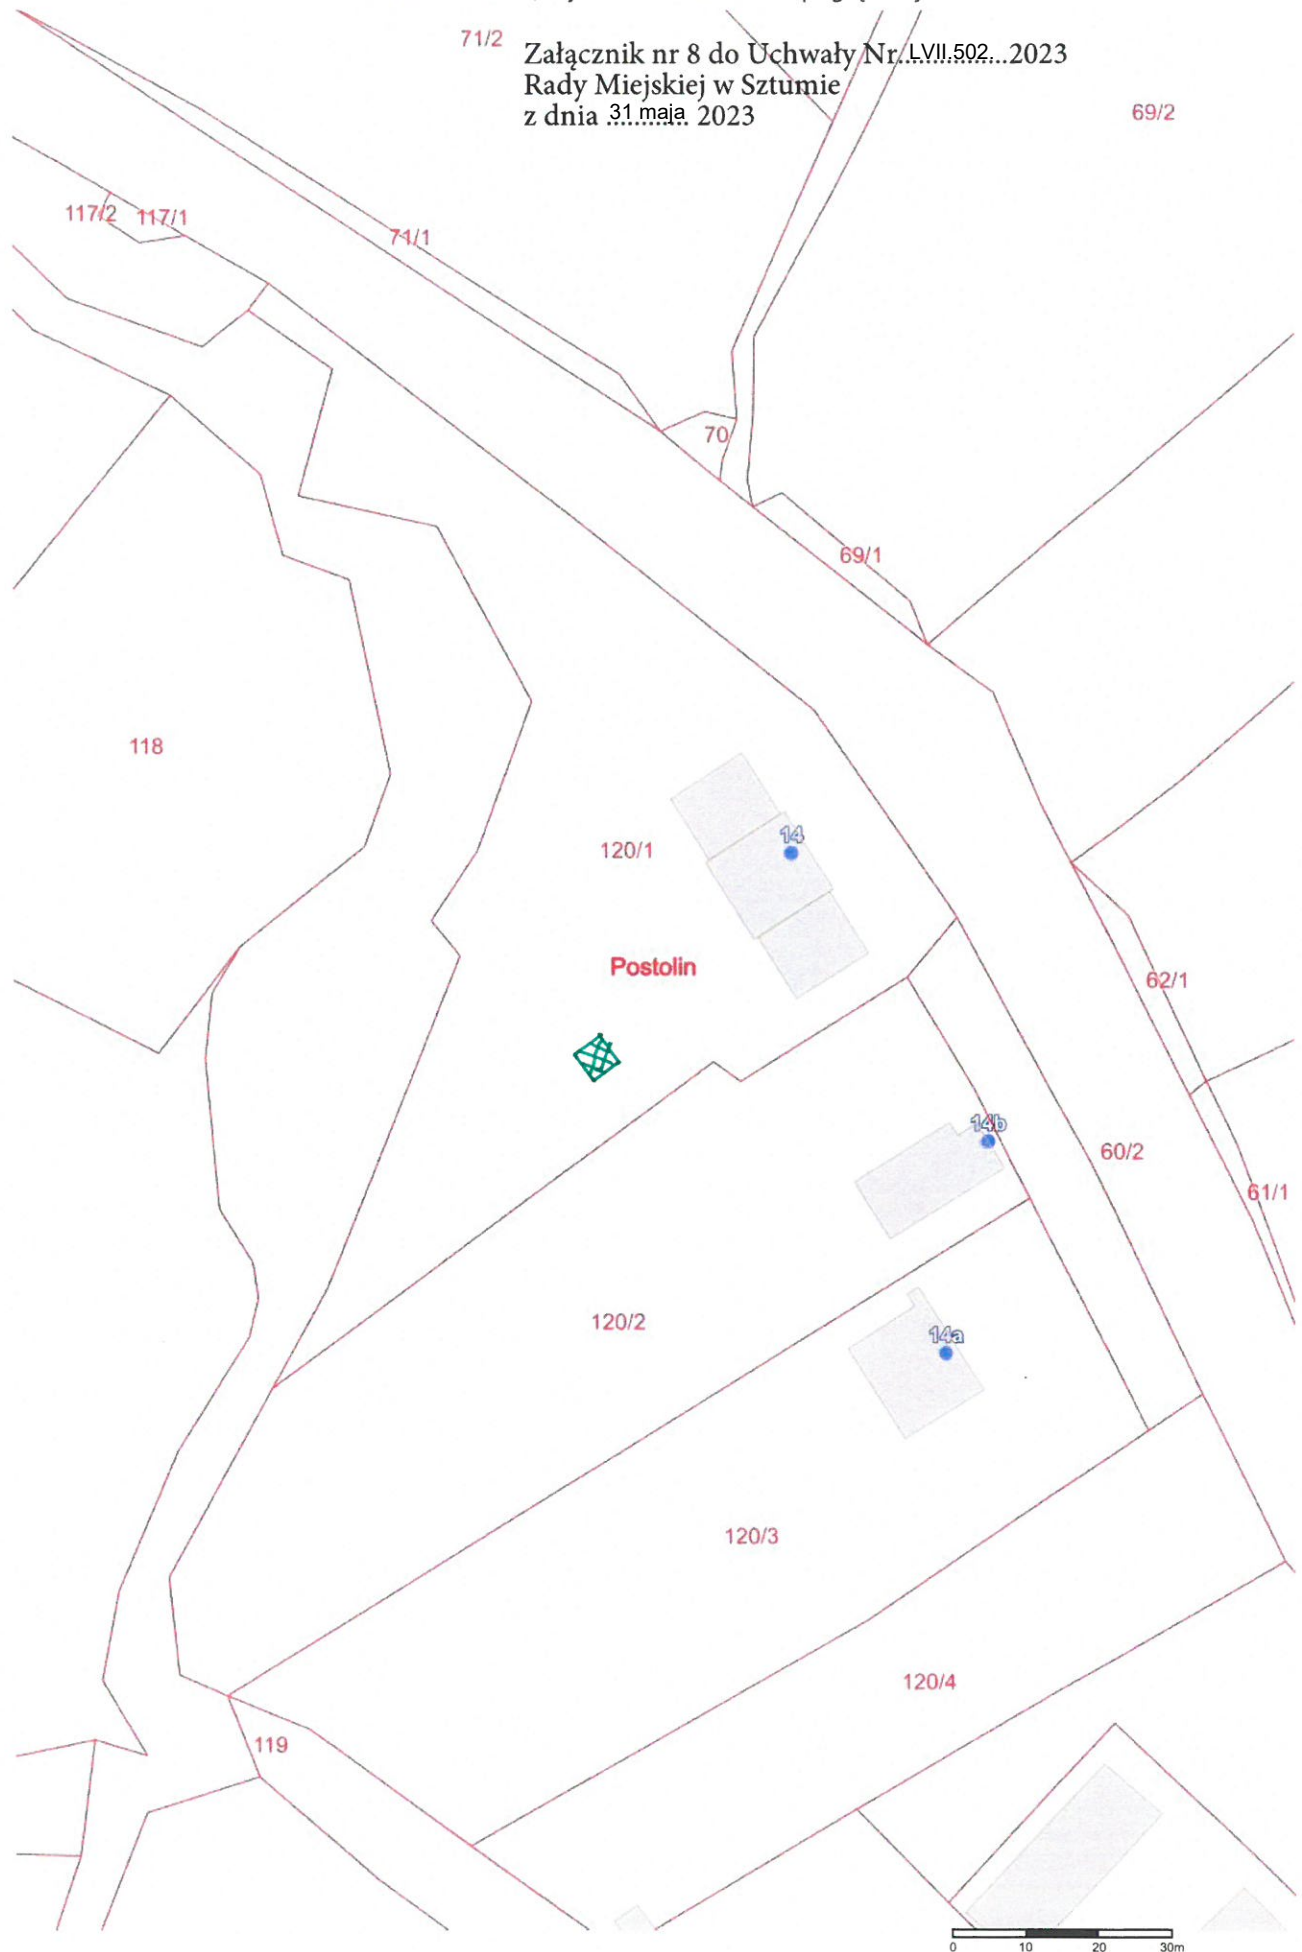 71/2
Załącznik nr 8 do Uchwały Nr..LVII.502....2023
Rady Miejskiej w Sztumie
z dnia 31 maja 2023
69/2
117/2
117/1
71/1
70
69/1
118
14
120/1
Postolin
62/1
14b
60/2
61/1
120/2
14a
120/3
120/4
119
0 10 20 30m